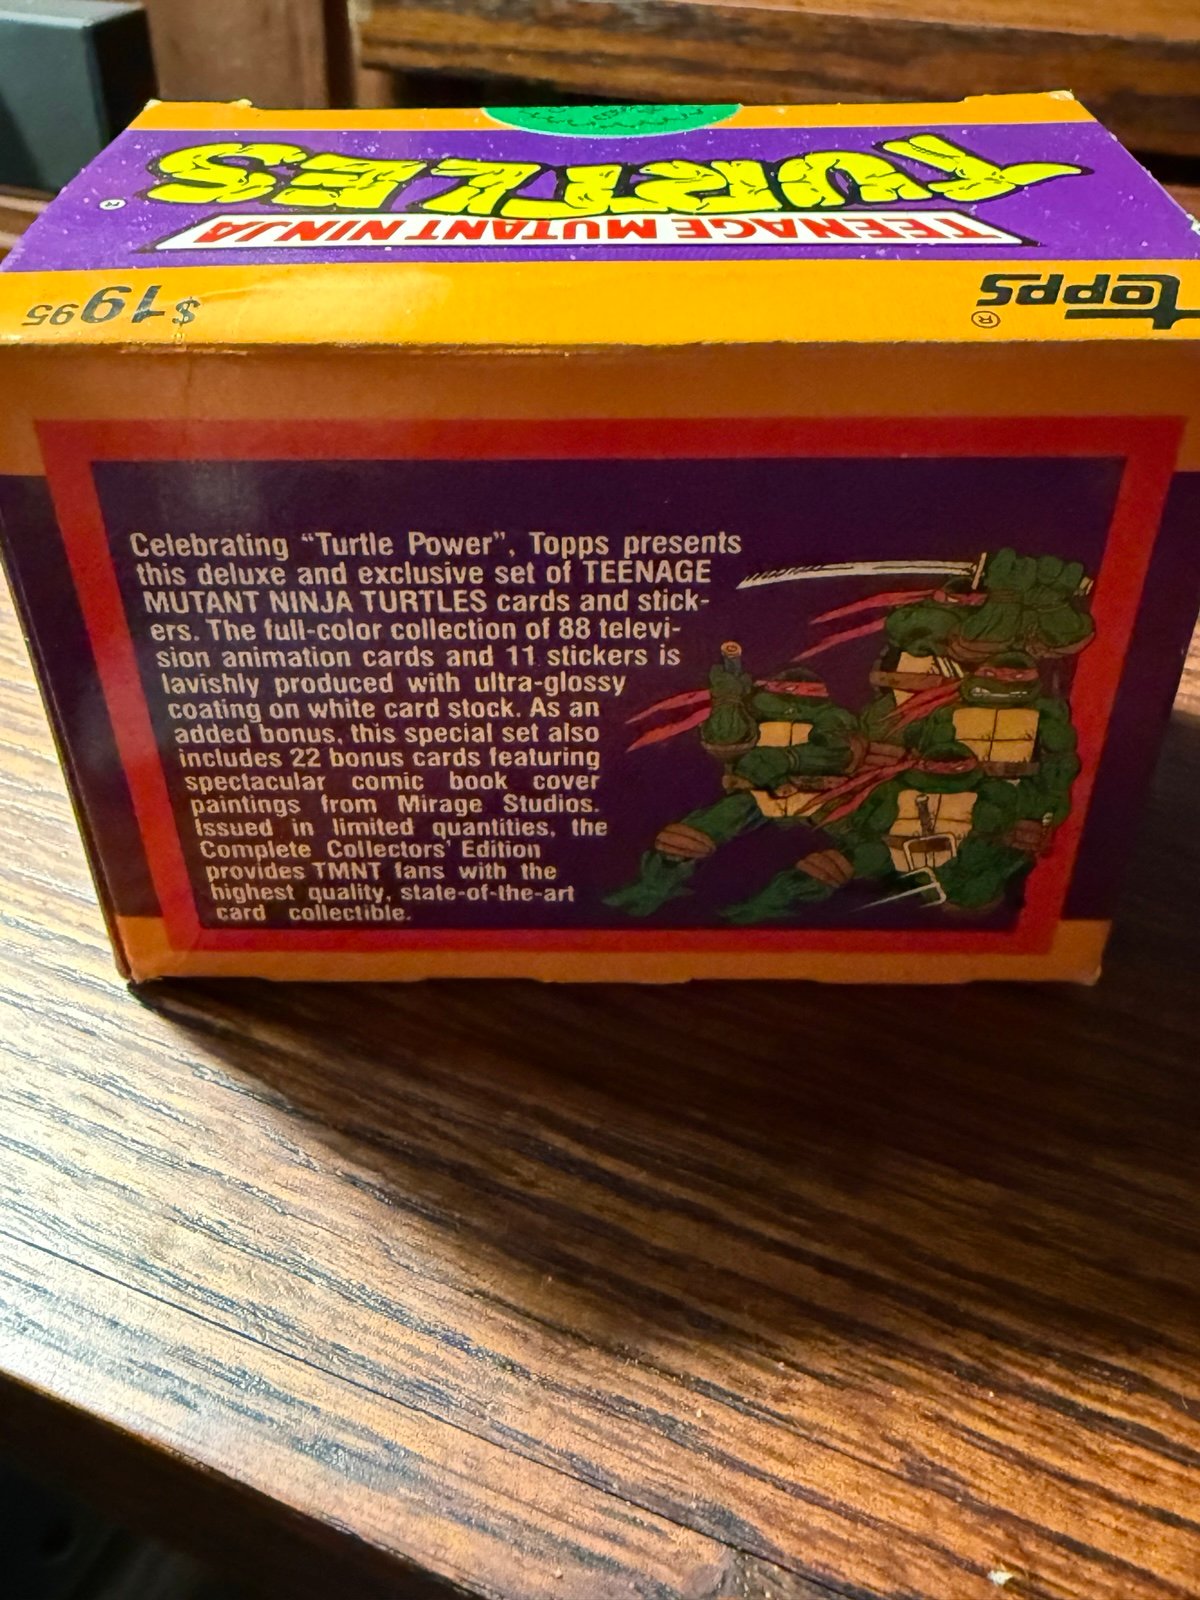 TURTLES®
TEENAGE MUTANT NINJA
$19.95
topps®
Celebrating “Turtle Power”, Topps presents
this deluxe and exclusive set of TEENAGE
MUTANT NINJA TURTLES cards and stick-
ers. The full-color collection of 88 televi-
sion animation cards and 11 stickers is
lavishly produced with ultra-glossy
coating on white card stock. As an
added bonus, this special set also
includes 22 bonus cards featuring
spectacular comic book cover
paintings from Mirage Studios.
Issued in limited quantities, the
Complete Collectors' Edition
provides TMNT fans with the
highest quality, state-of-the-art
card collectible.